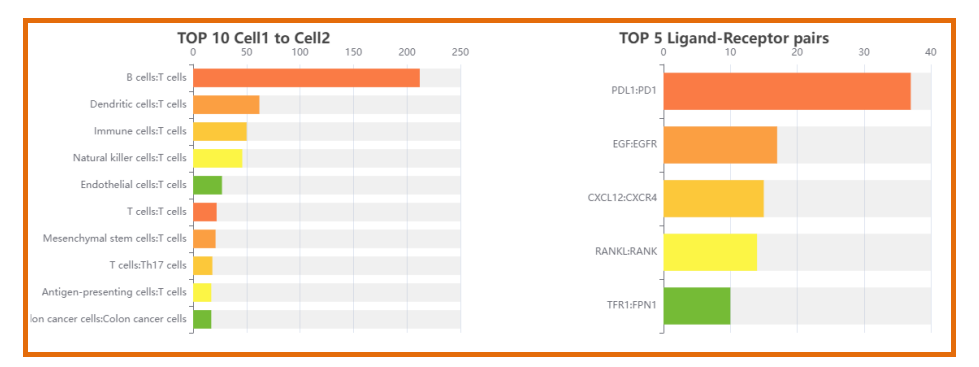 TOP 10 Cell1 to Cell2
0 50 100 150 200 250
B cells:T cells
Dendritic cells:T cells
Immune cells:T cells
Natural killer cells:T cells
Endothelial cells:T cells
T cells:T cells
Mesenchymal stem cells:T cells
T cells:Th17 cells
Antigen-presenting cells:T cells
lon cancer cells:Colon cancer cells
TOP 5 Ligand-Receptor pairs
0 10 20 30 40
PDL1:PD1
EGF:EGFR
CXCL12:CXCR4
RANKL:RANK
TFR1:FPN1